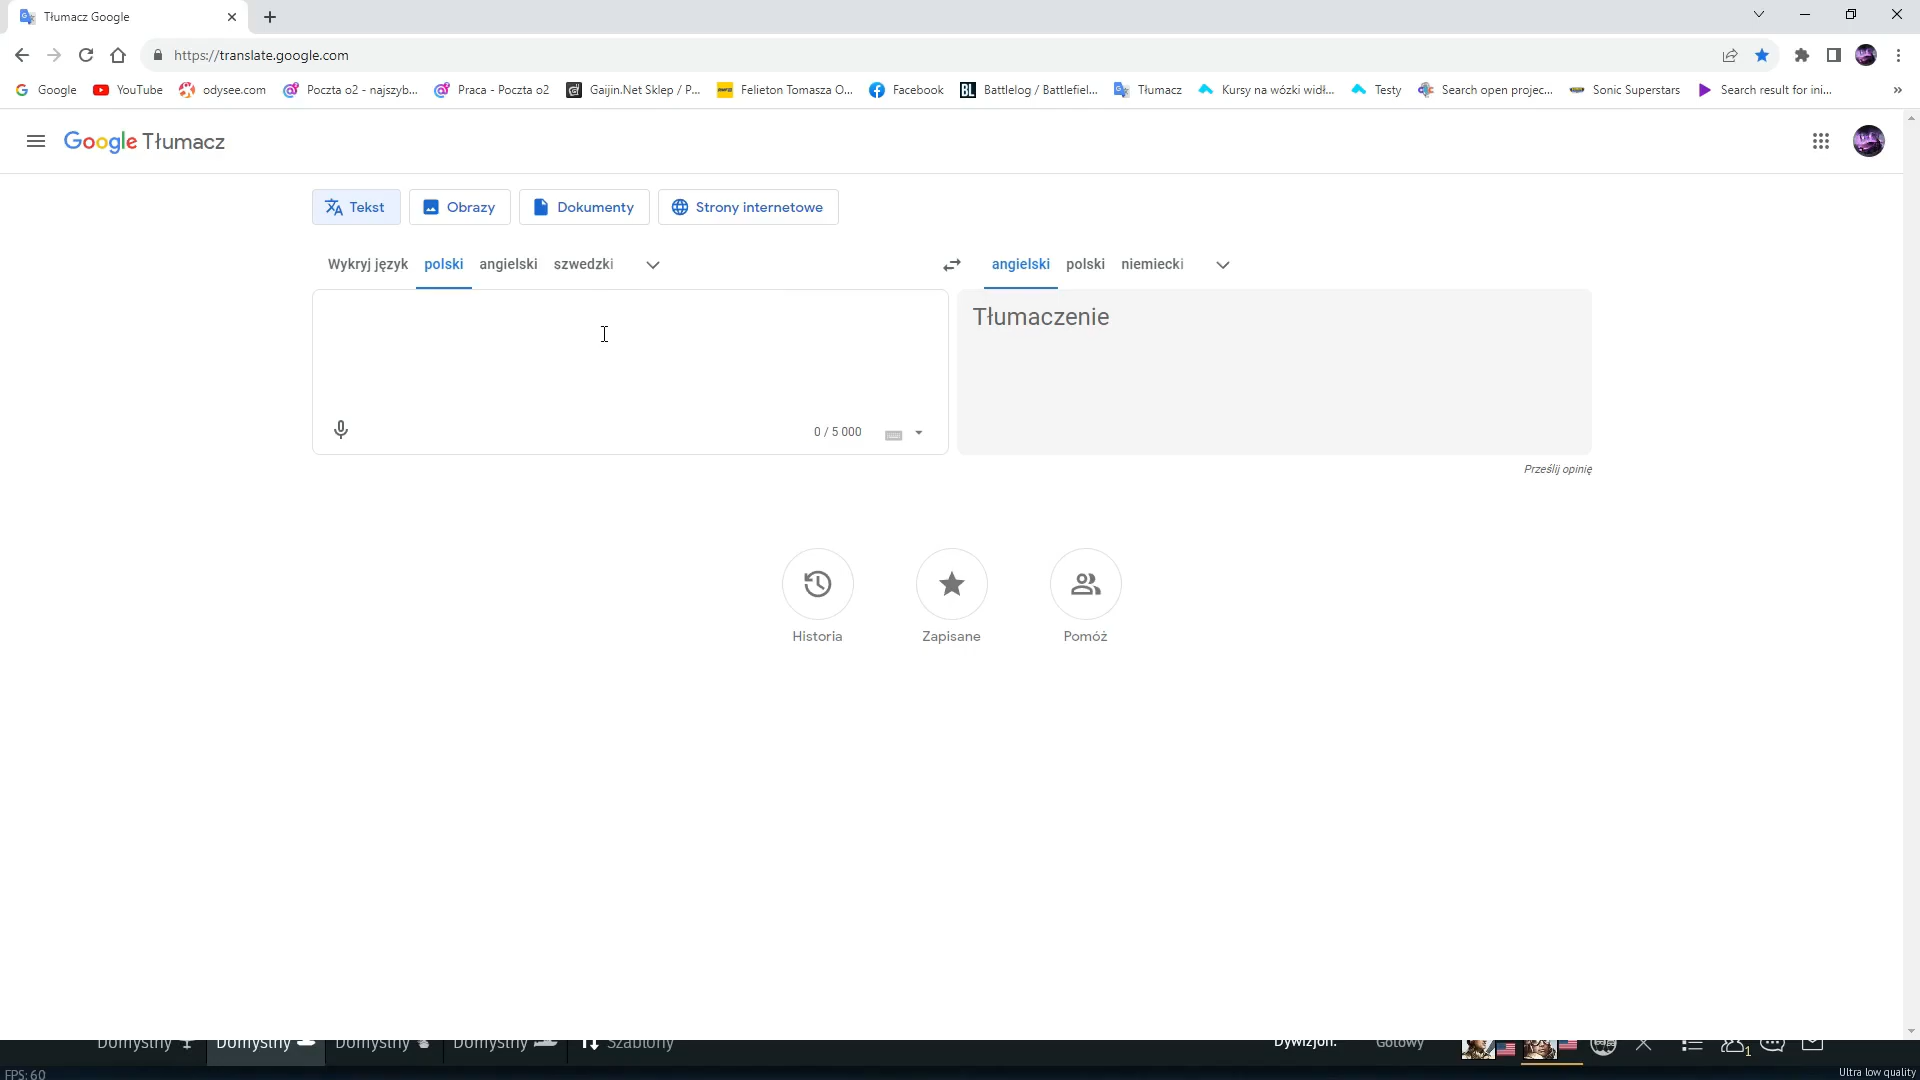 Tłumacz Google
https://translate.google.com
Google YouTube odysee.com Poczta o2 - najszyb... Praca - Poczta o2 Gaijin.Net Sklep / P... Felieton Tomasza O... Facebook BL Battlelog / Battlefiel... Tłumacz Kursy na wózki widł... Testy Search open projec... Sonic Superstars Search result for ini... »
Google Tłumacz
Tekst Obrazy Dokumenty Strony internetowe
Wykryj język polski angielski szwedzki angielski polski niemiecki
Tłumaczenie
0 / 5 000
Prześlij opinię
Historia Zapisane Pomóż
Domyślny Domyślny Domyślny Domyślny Szablony Dywizjon: Gotowy 1
FPS: 60 Ultra low quality